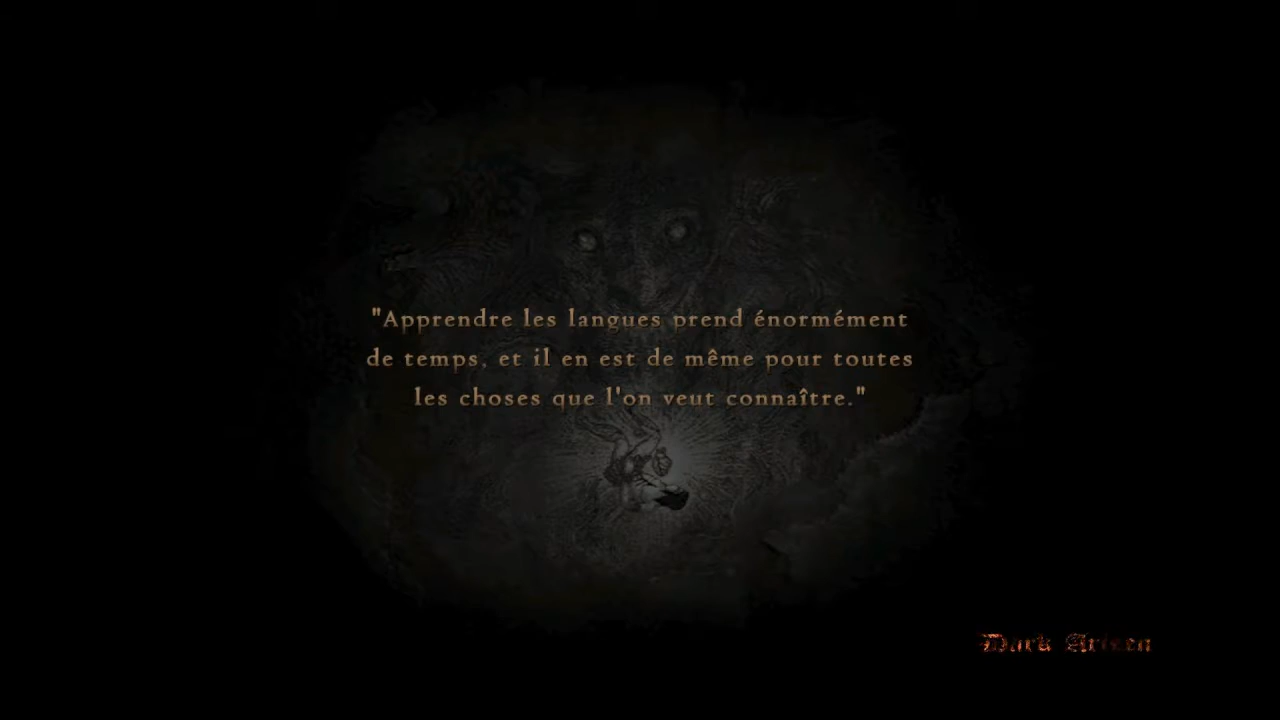 "Apprendre les langues prend énormément
de temps, et il en est de même pour toutes
les choses que l'on veut connaître."
Dark Arisen